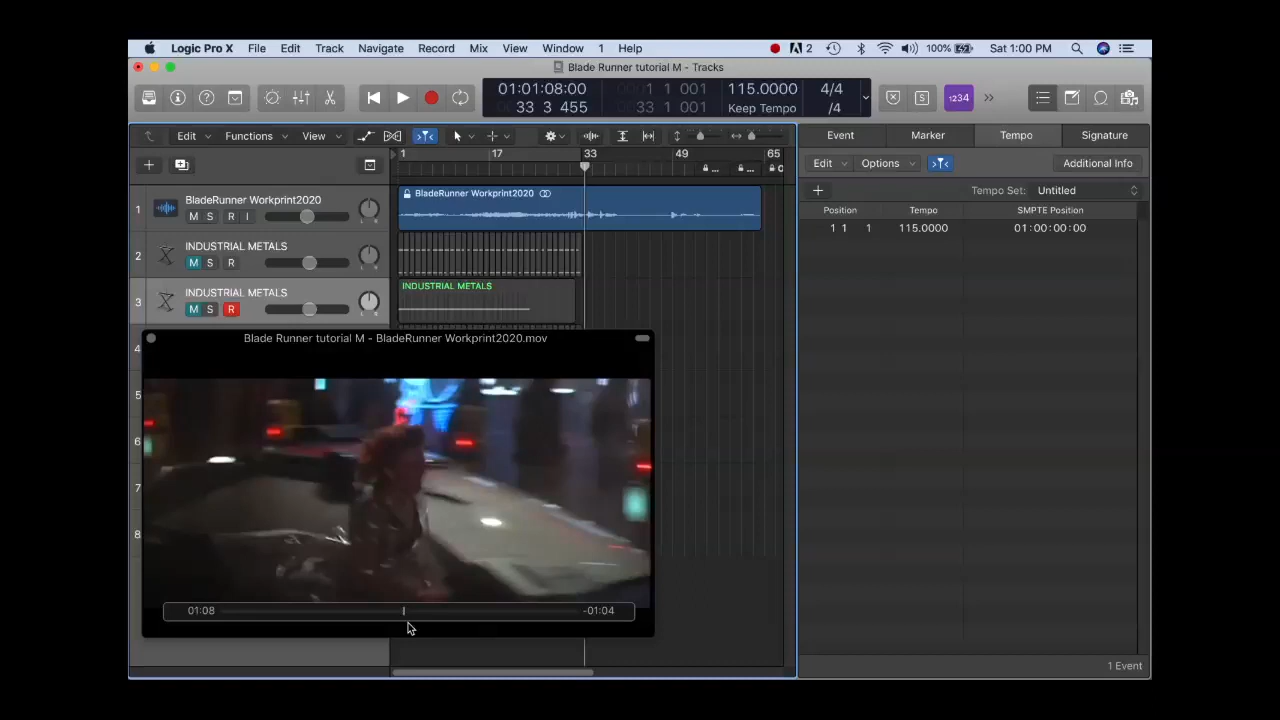 Logic Pro X File Edit Track Navigate Record Mix View Window 1 Help 2 100% Sat 1:00 PM
Blade Runner tutorial M - Tracks
01:01:08:00 1 1 001 115.0000 4/4
33 3 455 33 1 001 Keep Tempo /4
1234
Edit Functions View
Event Marker Tempo Signature
1 17 33 49 65
Edit Options Additional Info
Tempo Set: Untitled
Position Tempo SMPTE Position
1 1 1 115.0000 01:00:00:00
1 BladeRunner Workprint2020 BladeRunner Workprint2020
M S R I
2 INDUSTRIAL METALS
M S R
3 INDUSTRIAL METALS INDUSTRIAL METALS
M S R
4
5
6
7
8
Blade Runner tutorial M - BladeRunner Workprint2020.mov
01:08 -01:04
1 Event